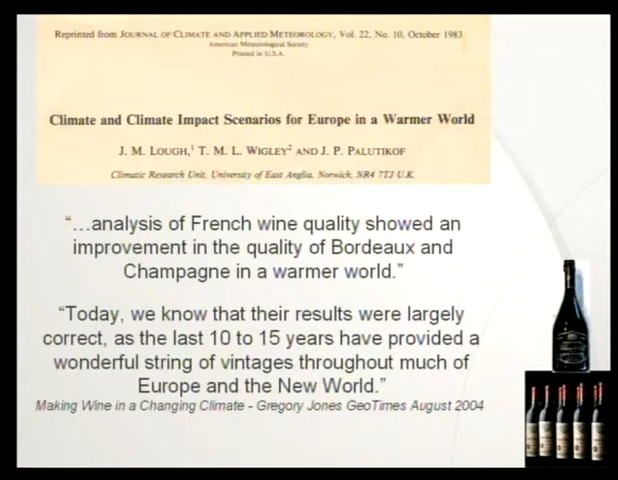 Reprinted from JOURNAL OF CLIMATE AND APPLIED METEOROLOGY, Vol. 22, No. 10, October 1983
American Meteorological Society
Printed in U.S.A.
Climate and Climate Impact Scenarios for Europe in a Warmer World
J. M. LOUGH,¹ T. M. L. WIGLEY² AND J. P. PALUTIKOF
Climatic Research Unit, University of East Anglia, Norwich, NR4 7TJ U.K.
“…analysis of French wine quality showed an
improvement in the quality of Bordeaux and
Champagne in a warmer world.”
“Today, we know that their results were largely
correct, as the last 10 to 15 years have provided a
wonderful string of vintages throughout much of
Europe and the New World.”
Making Wine in a Changing Climate - Gregory Jones GeoTimes August 2004